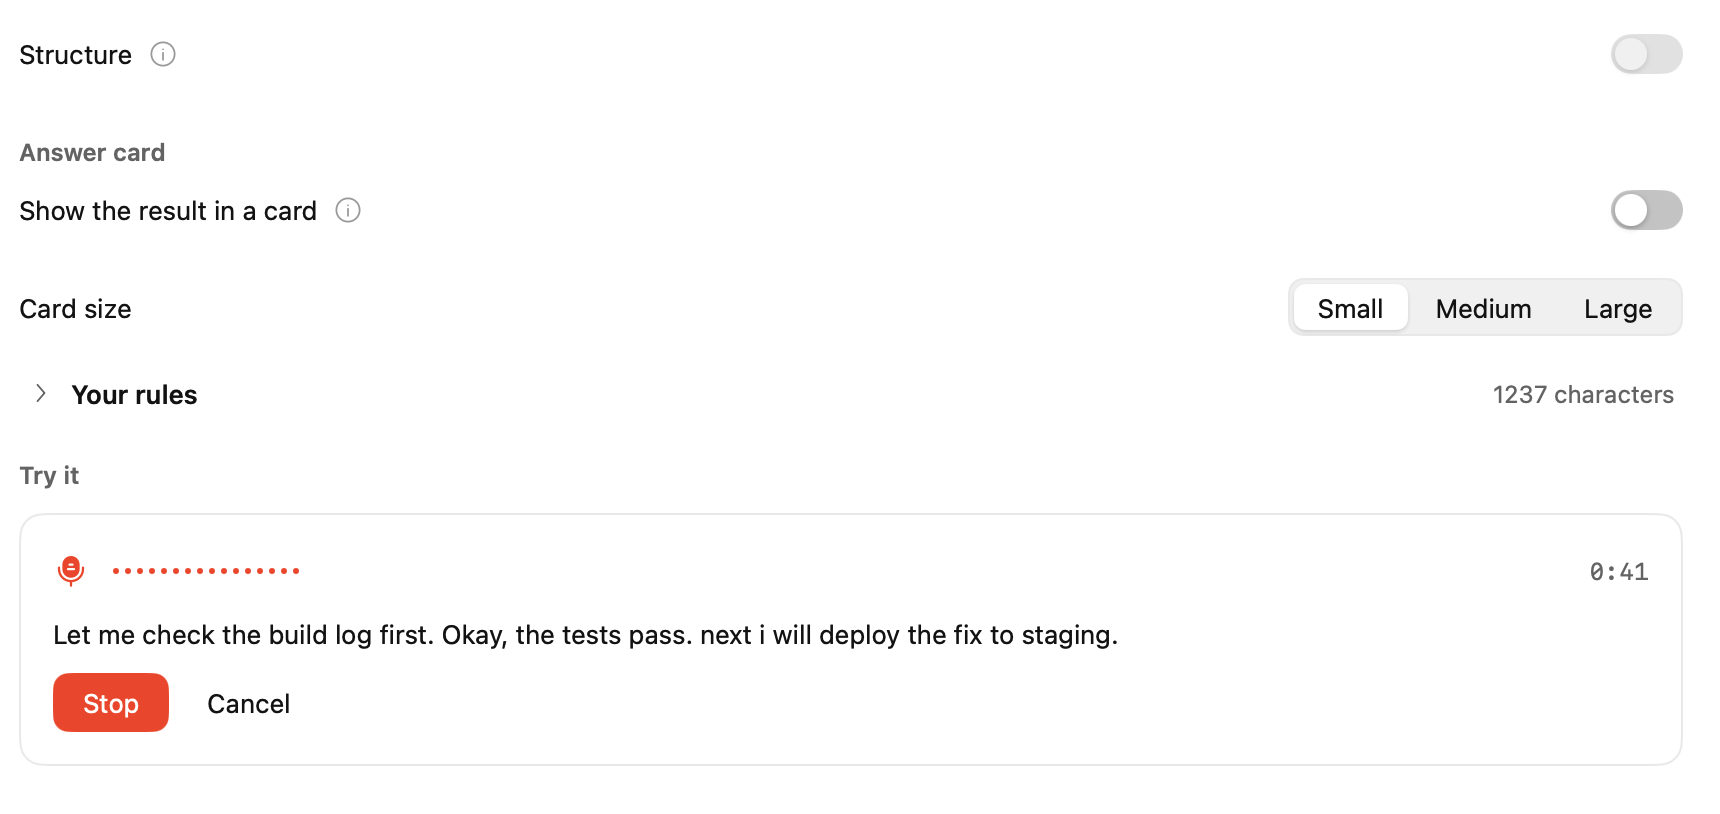 Structure
Answer card
Show the result in a card
Card size
Small Medium Large
Your rules
1237 characters
Try it
0:41
Let me check the build log first. Okay, the tests pass. next i will deploy the fix to staging.
Stop Cancel